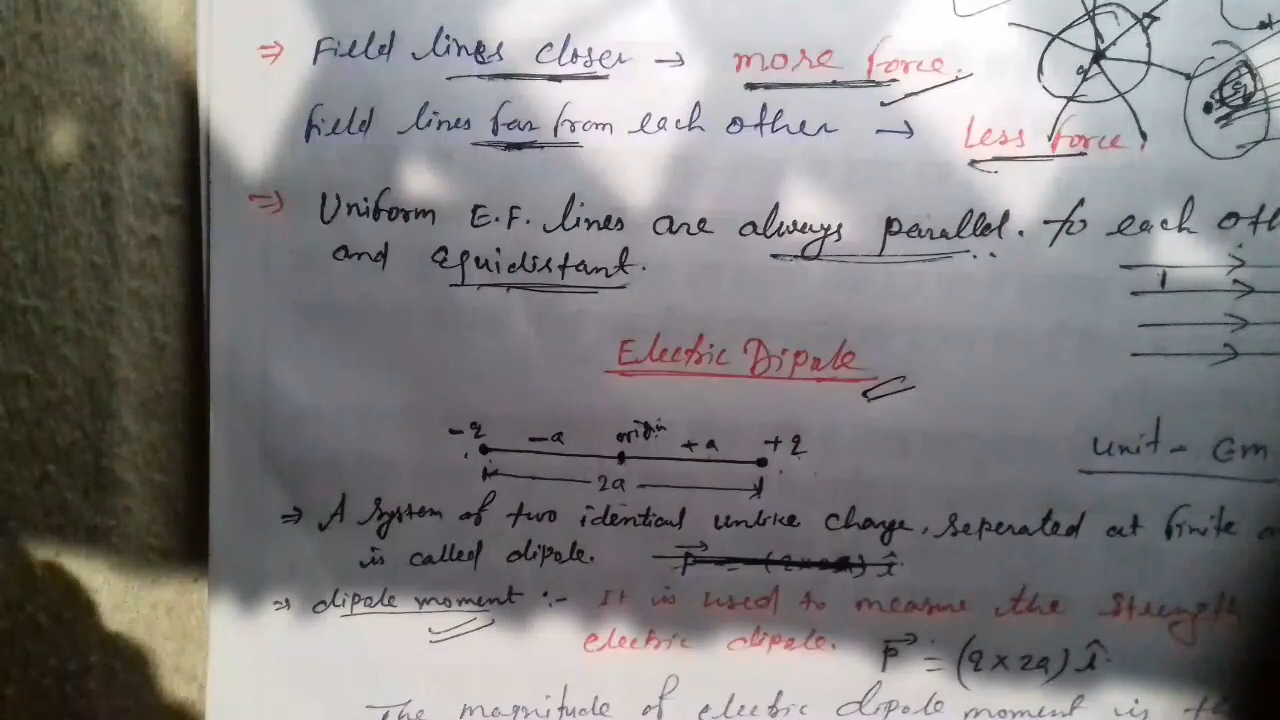 ⇒ Field lines closer → more force.
field lines far from each other → Less force.
⇒ Uniform E.F. lines are always parallel. to each oth
and equidistant.
Electric Dipole
-q -a origin +a +q
2a
unit - Cm
⇒ A system of two identical unlike charge, seperated at finite
is called dipole.
⇒ dipole moment :- It is used to measure the strength
electric dipole. p⃗ = (q × 2a) î
The magnitude of electric dipole moment is